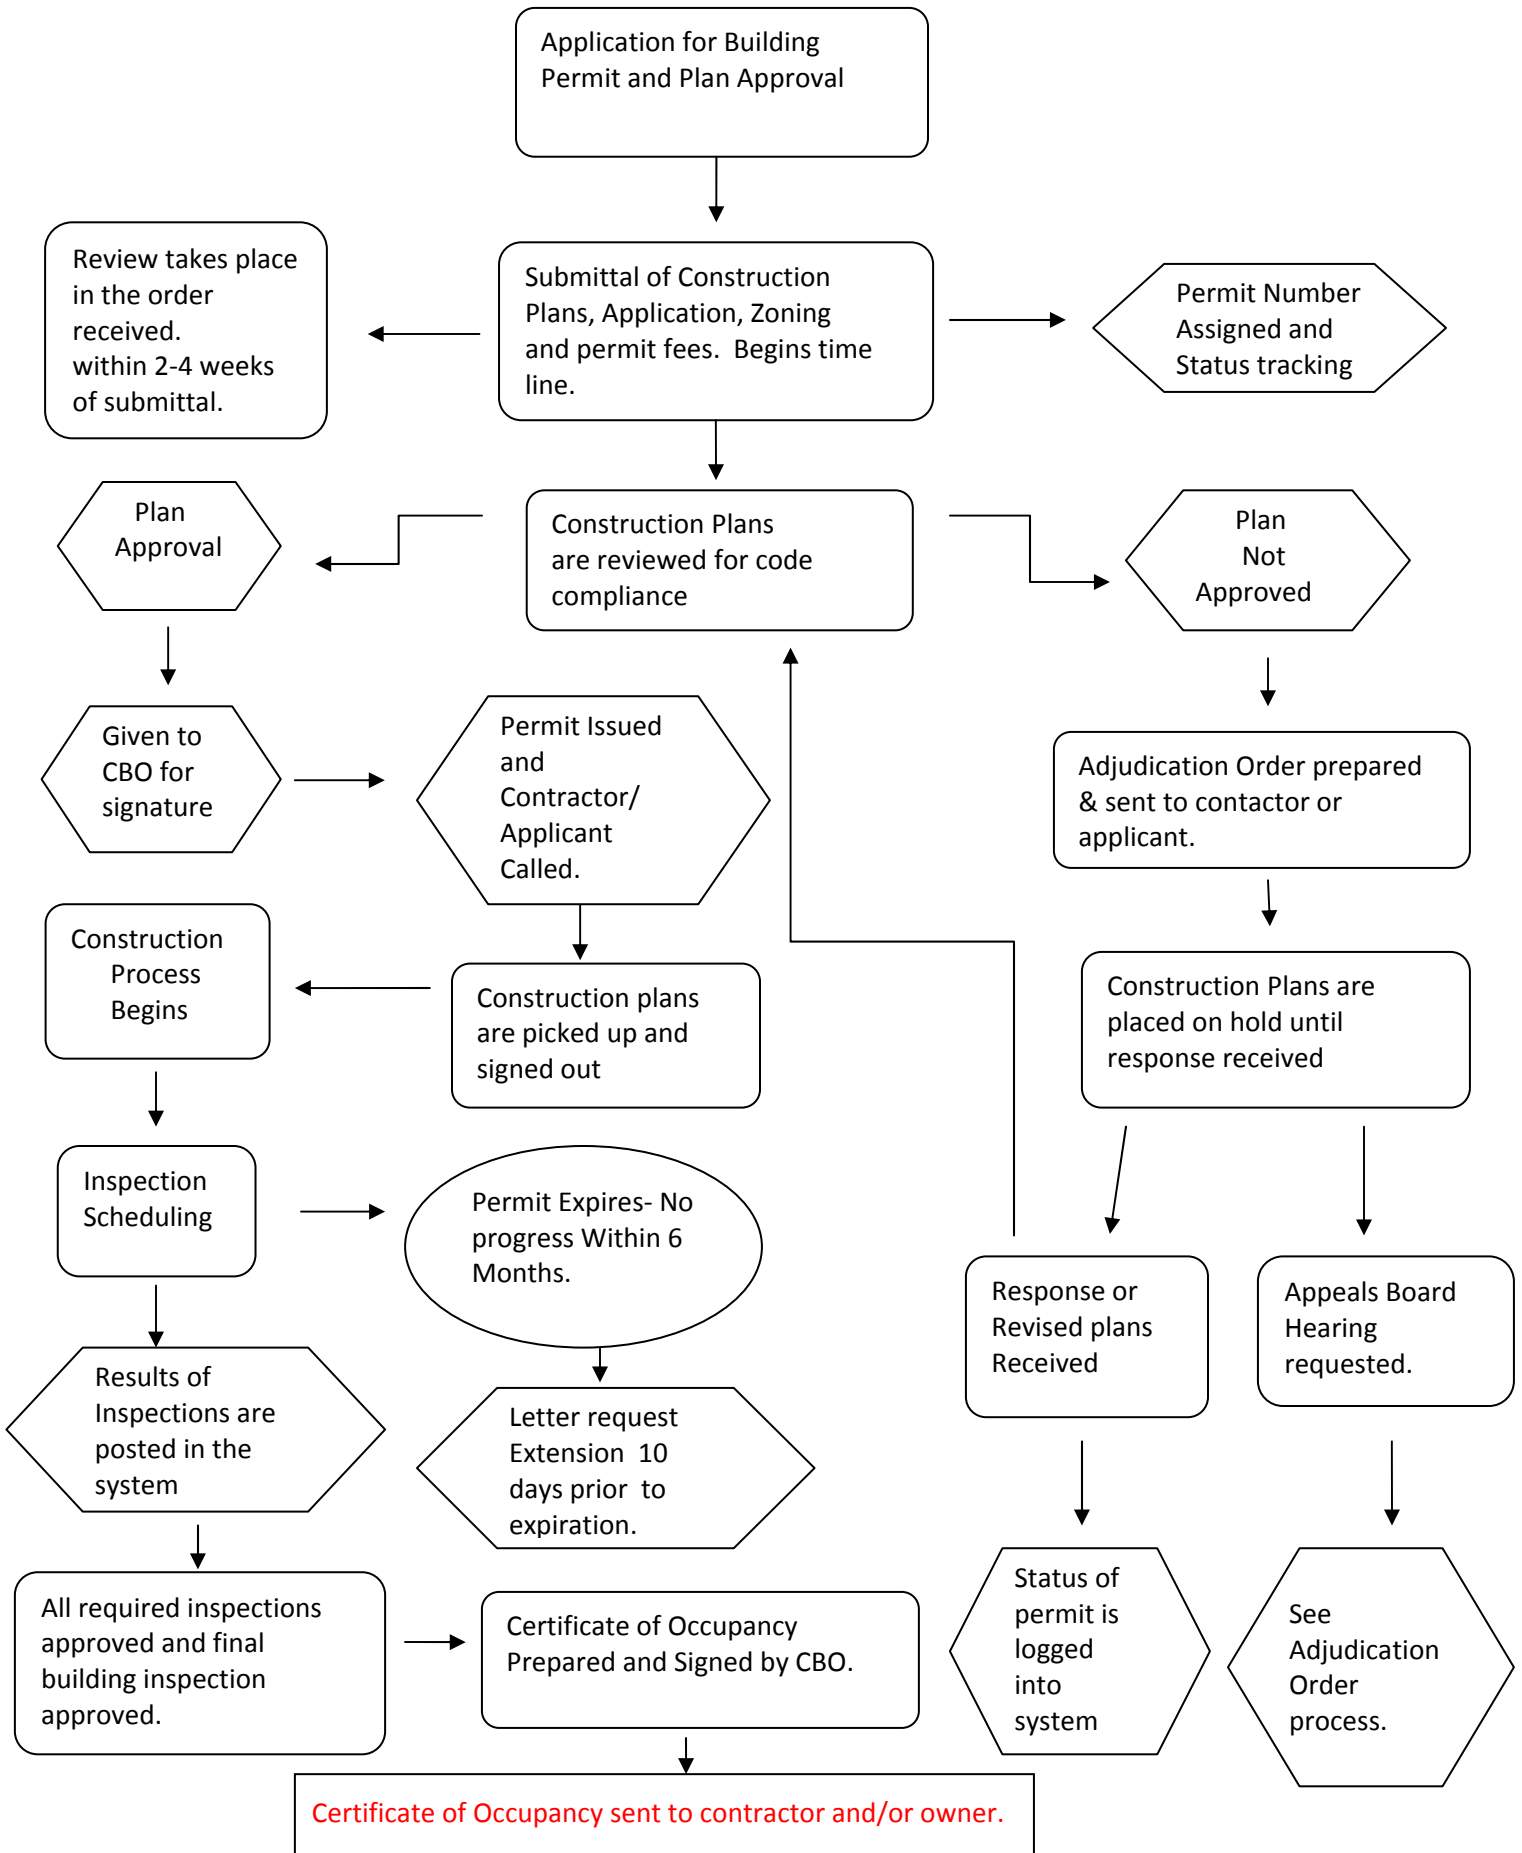 Application for Building
Permit and Plan Approval
Review takes place
in the order
received.
within 2-4 weeks
of submittal.
Submittal of Construction
Plans, Application, Zoning
and permit fees.  Begins time
line.
Permit Number
Assigned and
Status tracking
Plan
Approval
Construction Plans
are reviewed for code
compliance
Plan
Not
Approved
Given to
CBO for
signature
Permit Issued
and
Contractor/
Applicant
Called.
Adjudication Order prepared
& sent to contactor or
applicant.
Construction
Process
Begins
Construction plans
are picked up and
signed out
Construction Plans are
placed on hold until
response received
Inspection
Scheduling
Permit Expires- No
progress Within 6
Months.
Response or
Revised plans
Received
Appeals Board
Hearing
requested.
Results of
Inspections are
posted in the
system
Letter request
Extension  10
days prior  to
expiration.
Status of
permit is
logged
into
system
See
Adjudication
Order
process.
All required inspections
approved and final
building inspection
approved.
Certificate of Occupancy
Prepared and Signed by CBO.
Certificate of Occupancy sent to contractor and/or owner.